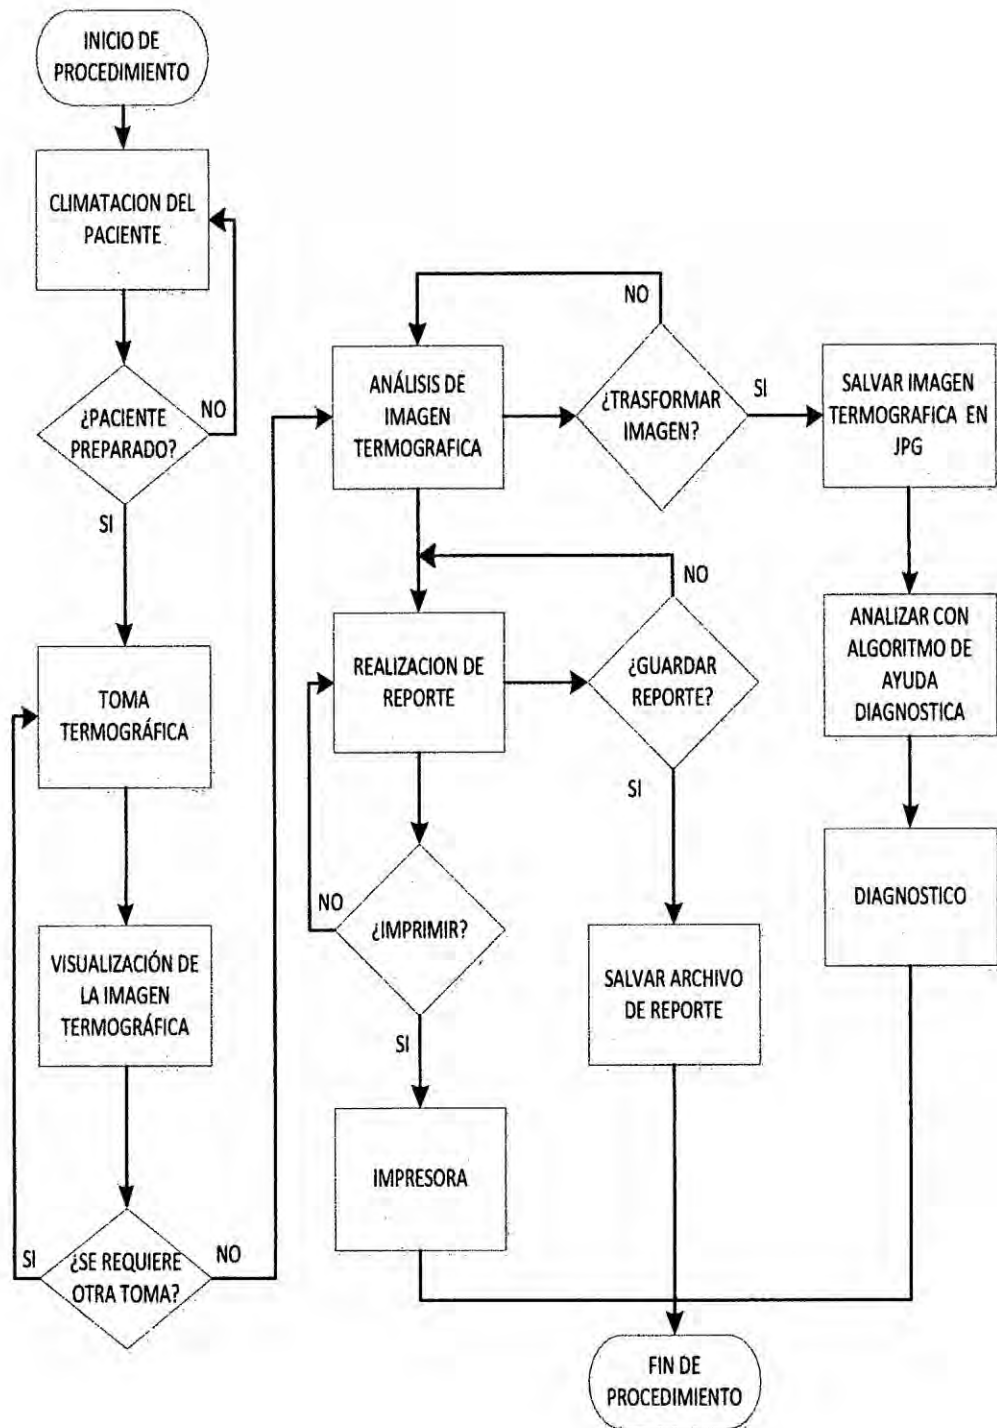 INICIO DE
PROCEDIMIENTO
CLIMATACION DEL
PACIENTE
¿PACIENTE
PREPARADO?
NO
SI
TOMA
TERMOGRÁFICA
VISUALIZACIÓN DE
LA IMAGEN
TERMOGRÁFICA
¿SE REQUIERE
OTRA TOMA?
SI
NO
ANÁLISIS DE
IMAGEN
TERMOGRAFICA
¿TRASFORMAR
IMAGEN?
NO
SI
SALVAR IMAGEN
TERMOGRAFICA EN
JPG
ANALIZAR CON
ALGORITMO DE
AYUDA
DIAGNOSTICA
DIAGNOSTICO
REALIZACION DE
REPORTE
¿GUARDAR
REPORTE?
NO
SI
SALVAR ARCHIVO
DE REPORTE
¿IMPRIMIR?
NO
SI
IMPRESORA
FIN DE
PROCEDIMIENTO